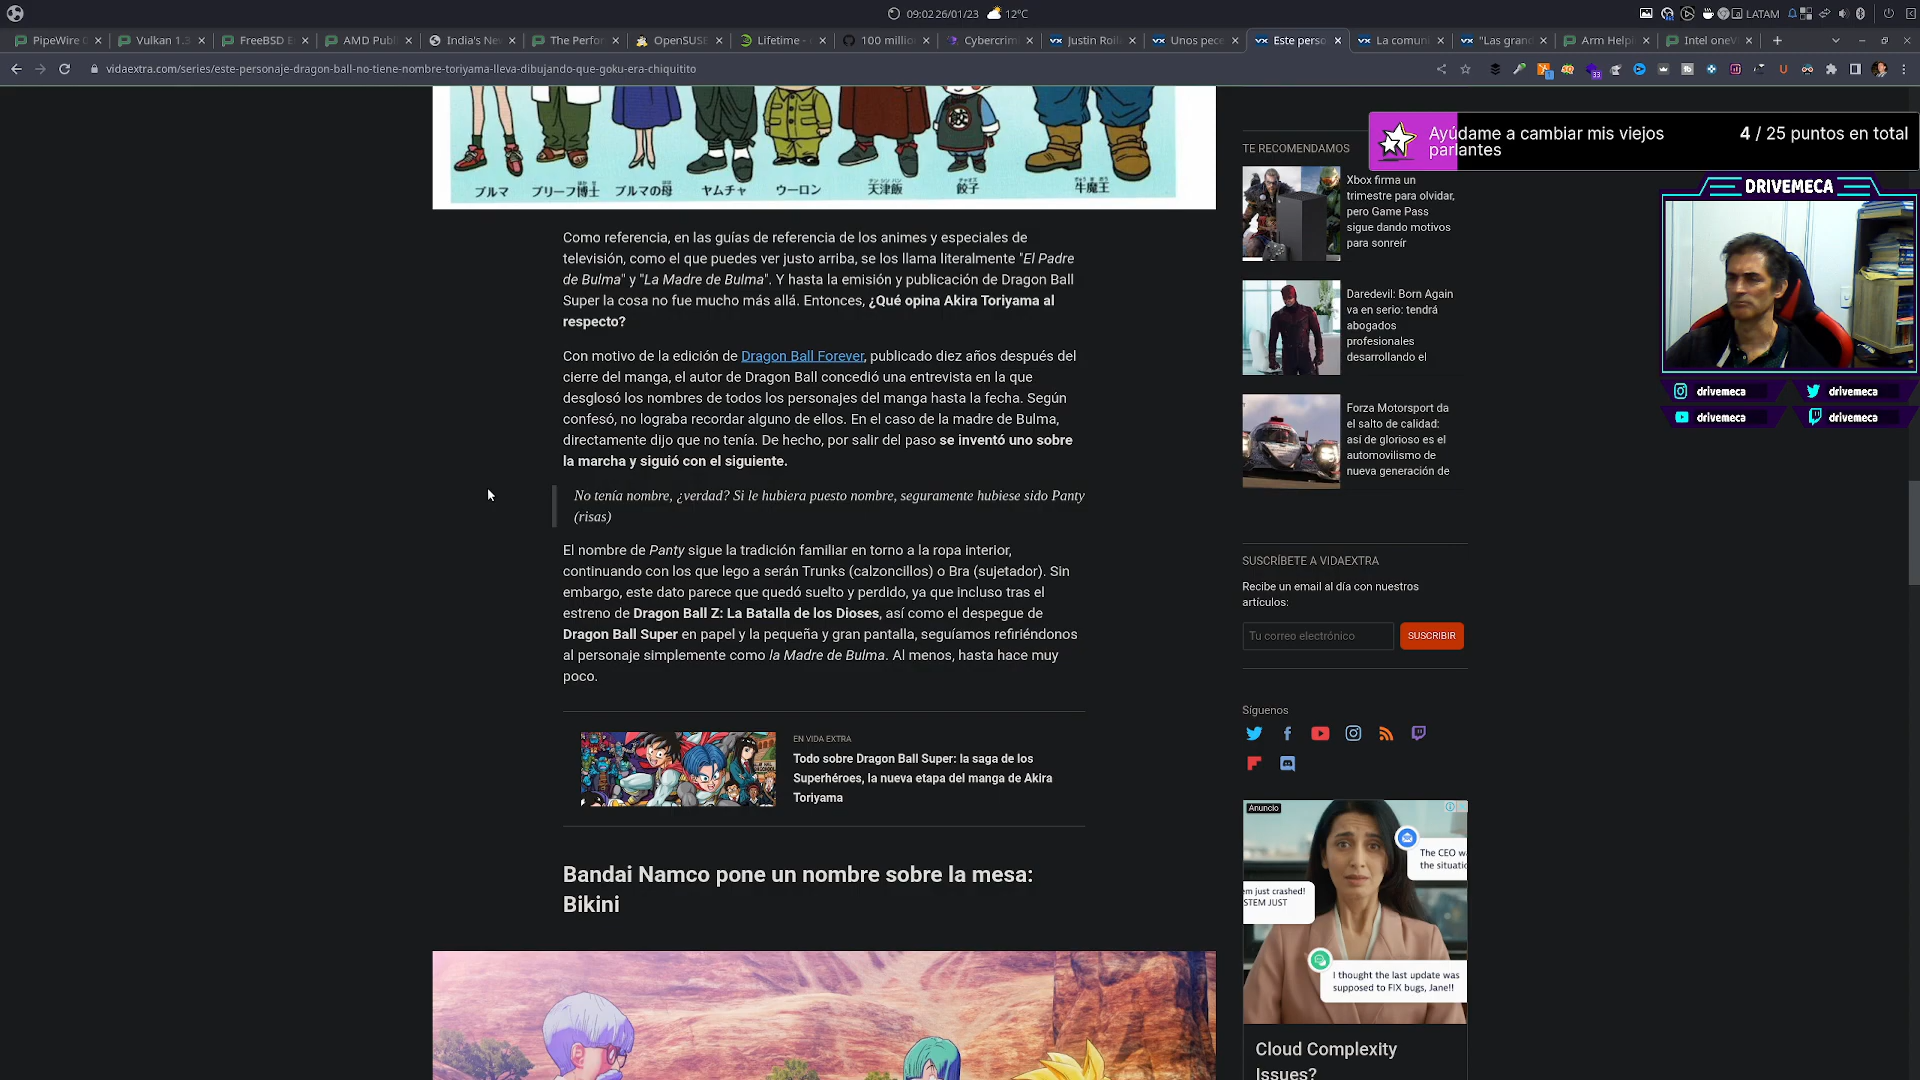 09:02 26/01/23 12°C
LATAM
PipeWire
Vulkan 1.3
FreeBSD E
AMD Publ
India's Ne
The Perfor
OpenSUSE
Lifetime -
100 millio
Cybercrim
Justin Roil
Unos pece
Este perso
La comuni
"Las grand
Arm Help
Intel oneV
vidaextra.com/series/este-personaje-dragon-ball-no-tiene-nombre-toriyama-lleva-dibujando-que-goku-era-chiquitito
33
餃
ブルマ ブリーフ博士 ブルマの母 ヤムチャ ウーロン 天津飯 餃子 牛魔王
Como referencia, en las guías de referencia de los animes y especiales de
televisión, como el que puedes ver justo arriba, se los llama literalmente "El Padre
de Bulma" y "La Madre de Bulma". Y hasta la emisión y publicación de Dragon Ball
Super la cosa no fue mucho más allá. Entonces, ¿Qué opina Akira Toriyama al
respecto?
Con motivo de la edición de Dragon Ball Forever, publicado diez años después del
cierre del manga, el autor de Dragon Ball concedió una entrevista en la que
desglosó los nombres de todos los personajes del manga hasta la fecha. Según
confesó, no lograba recordar alguno de ellos. En el caso de la madre de Bulma,
directamente dijo que no tenía. De hecho, por salir del paso se inventó uno sobre
la marcha y siguió con el siguiente.
No tenía nombre, ¿verdad? Si le hubiera puesto nombre, seguramente hubiese sido Panty
(risas)
El nombre de Panty sigue la tradición familiar en torno a la ropa interior,
continuando con los que lego a serán Trunks (calzoncillos) o Bra (sujetador). Sin
embargo, este dato parece que quedó suelto y perdido, ya que incluso tras el
estreno de Dragon Ball Z: La Batalla de los Dioses, así como el despegue de
Dragon Ball Super en papel y la pequeña y gran pantalla, seguíamos refiriéndonos
al personaje simplemente como la Madre de Bulma. Al menos, hasta hace muy
poco.
EN VIDA EXTRA
Todo sobre Dragon Ball Super: la saga de los
Superhéroes, la nueva etapa del manga de Akira
Toriyama
Bandai Namco pone un nombre sobre la mesa:
Bikini
TE RECOMENDAMOS
Xbox firma un
trimestre para olvidar,
pero Game Pass
sigue dando motivos
para sonreír
Daredevil: Born Again
va en serio: tendrá
abogados
profesionales
desarrollando el
Forza Motorsport da
el salto de calidad:
así de glorioso es el
automovilismo de
nueva generación de
SUSCRÍBETE A VIDAEXTRA
Recibe un email al día con nuestros
artículos:
Tu correo electrónico
SUSCRIBIR
Síguenos
Anuncio
The CEO w
the situatio
em just crashed!
STEM JUST
I thought the last update was
supposed to FIX bugs, Jane!!
Cloud Complexity
Issues?
Ayúdame a cambiar mis viejos
parlantes
4 / 25 puntos en total
DRIVEMECA
drivemeca
drivemeca
drivemeca
drivemeca